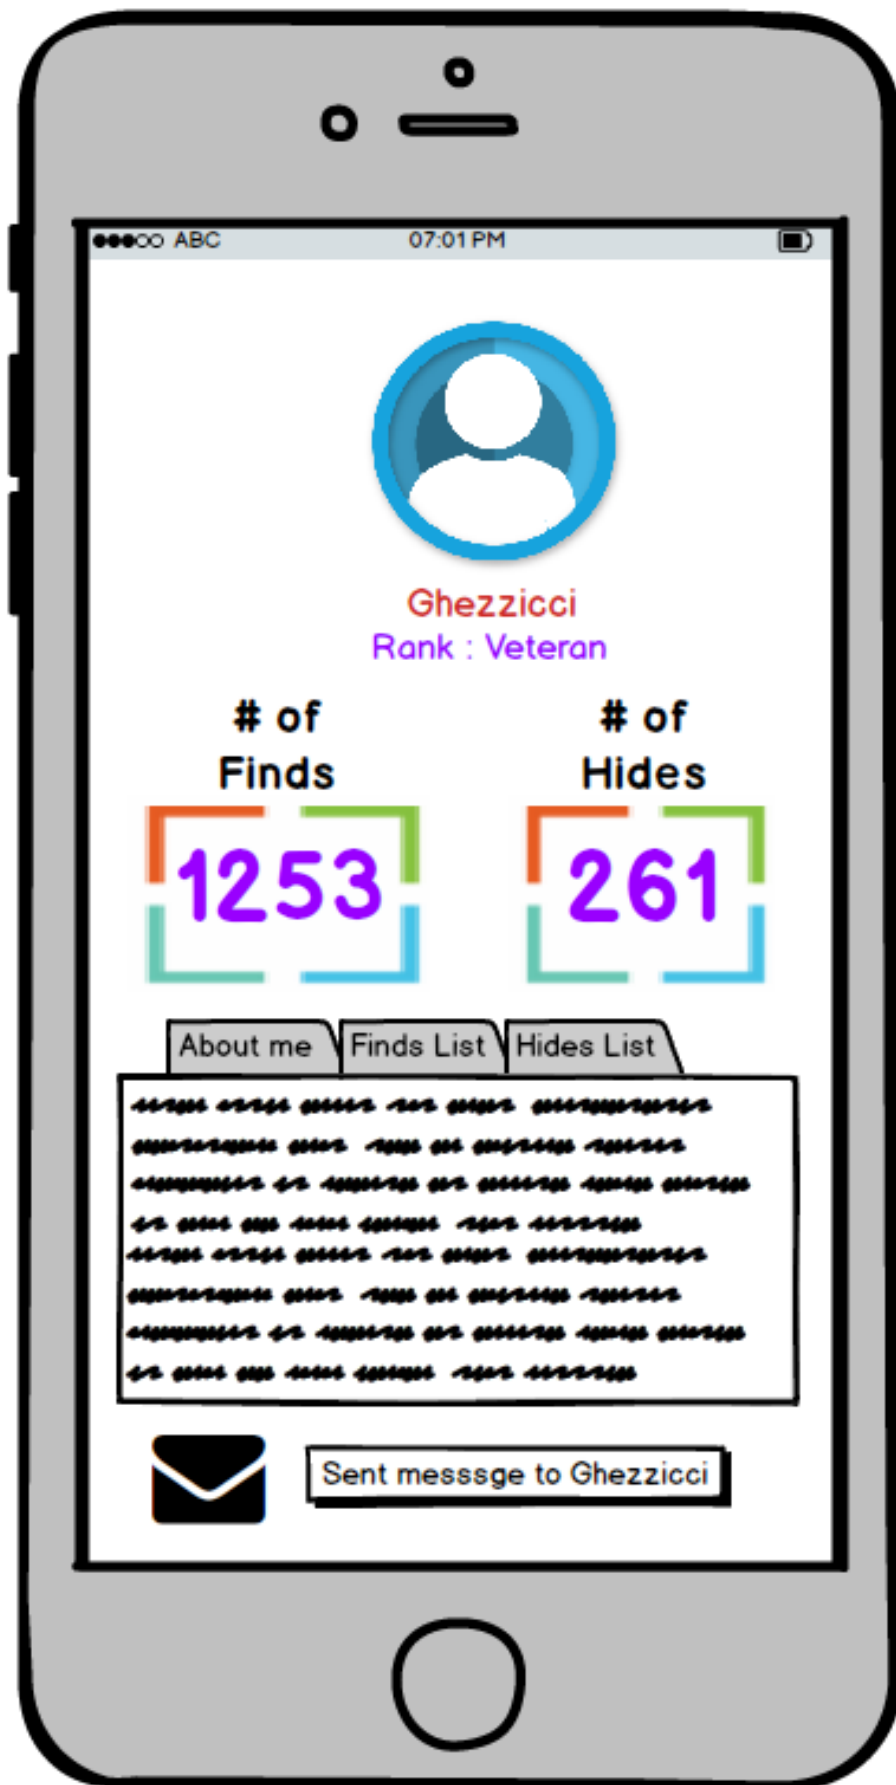 ABC 07:01 PM
Ghezzicci
Rank : Veteran
# of
Finds
# of
Hides
1253
261
About me Finds List Hides List
Sent messsge to Ghezzicci